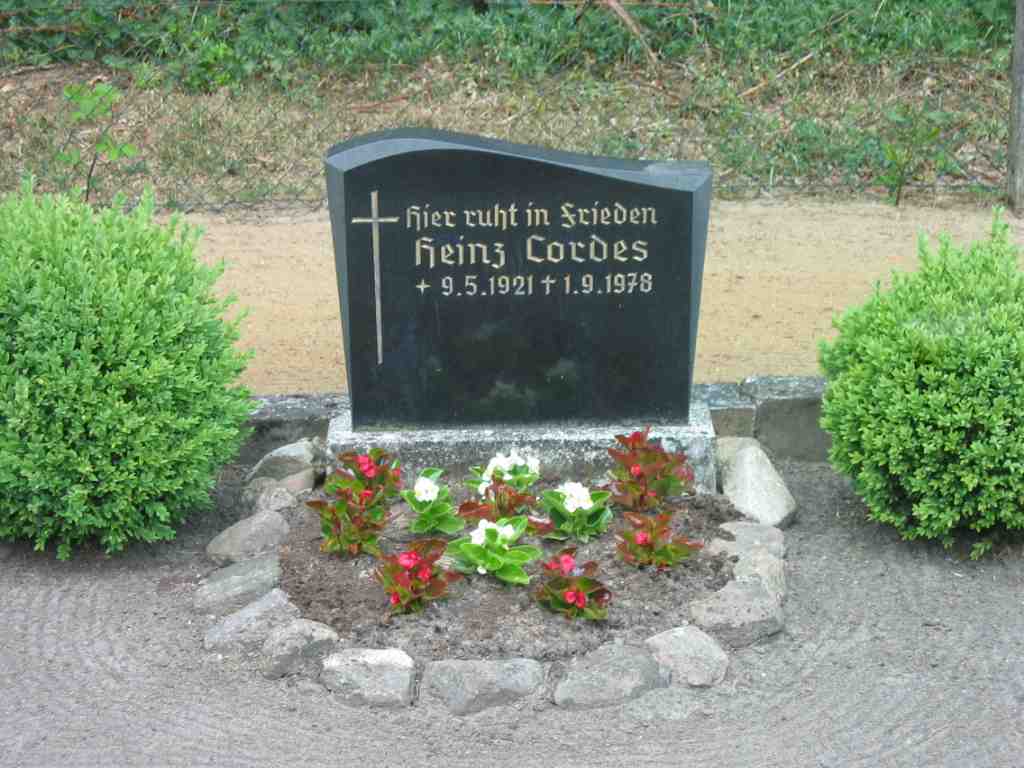 Hier ruht in Frieden
Heinz Cordes
+ 9.5.1921 † 1.9.1978